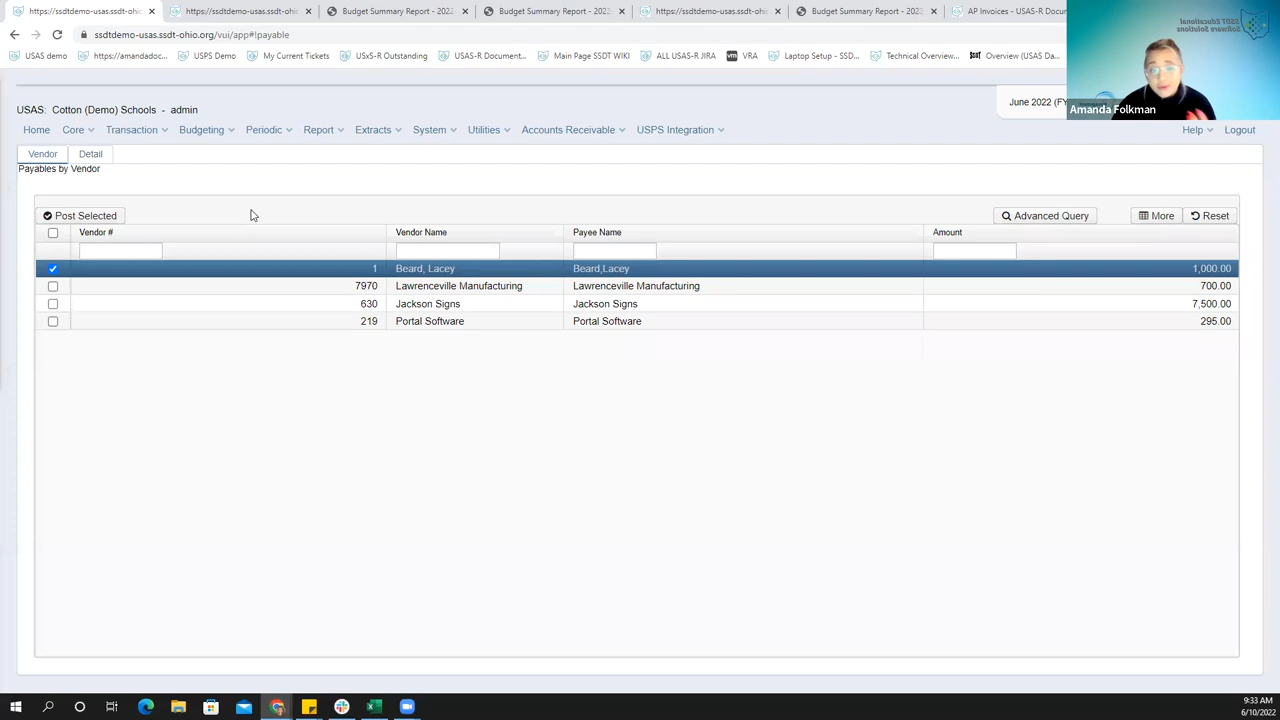 https://ssdtdemo-usas.ssdt-ohio
https://ssdtdemo-usas.ssdt-ohio
Budget Summary Report - 2022
Budget Summary Report - 2022
https://ssdtdemo-usas.ssdt-ohio
Budget Summary Report - 2022
AP Invoices - USAS-R Docu
ssdtdemo-usas.ssdt-ohio.org/vui/app#!payable
USAS demo
https://amandadoc...
USPS Demo
My Current Tickets
USxS-R Outstanding
USAS-R Document...
Main Page SSDT WIKI
ALL USAS-R JIRA
VRA
Laptop Setup - SSD...
Technical Overview...
Overview (USAS Da...
SSDT Educational
Software Solutions
Amanda Folkman
USAS: Cotton (Demo) Schools - admin
June 2022 (FY
Home
Core
Transaction
Budgeting
Periodic
Report
Extracts
System
Utilities
Accounts Receivable
USPS Integration
Help
Logout
Vendor
Detail
Payables by Vendor
Post Selected
Advanced Query
More
Reset
Vendor #
Vendor Name
Payee Name
Amount
1 Beard, Lacey Beard,Lacey 1,000.00
7970 Lawrenceville Manufacturing Lawrenceville Manufacturing 700.00
630 Jackson Signs Jackson Signs 7,500.00
219 Portal Software Portal Software 295.00
9:33 AM
6/10/2022